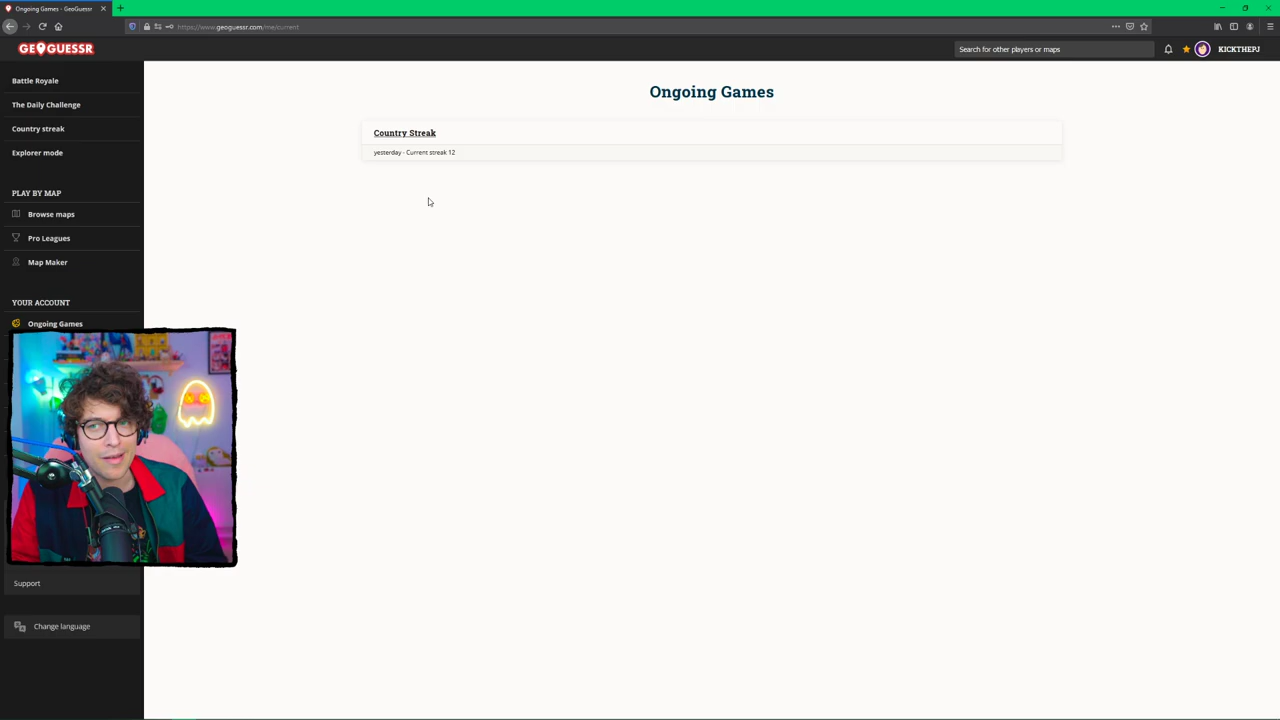 Ongoing Games - GeoGuessr
https://www.geoguessr.com/me/current
GEOGUESSR
Search for other players or maps
KICKTHEPJ
Battle Royale
The Daily Challenge
Country streak
Explorer mode
PLAY BY MAP
Browse maps
Pro Leagues
Map Maker
YOUR ACCOUNT
Ongoing Games
Support
Change language
Ongoing Games
Country Streak
yesterday - Current streak 12